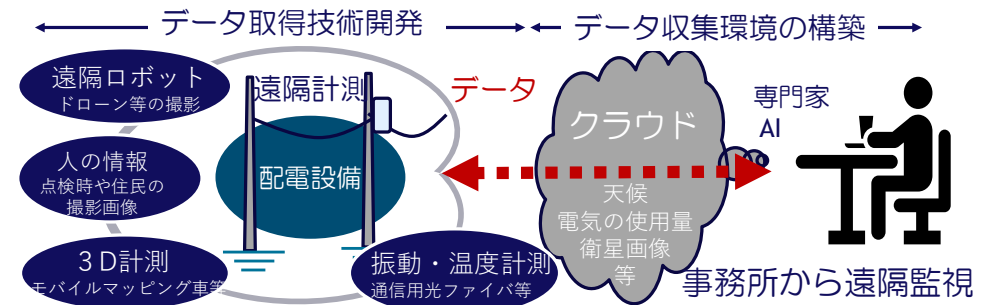 データ取得技術開発
データ収集環境の構築
遠隔ロボット
ドローン等の撮影
遠隔計測
データ
人の情報
点検時や住民の
撮影画像
配電設備
３D計測
モバイルマッピング車等
振動・温度計測
通信用光ファイバ等
クラウド
天候
電気の使用量
衛星画像
等
専門家
AI
事務所から遠隔監視